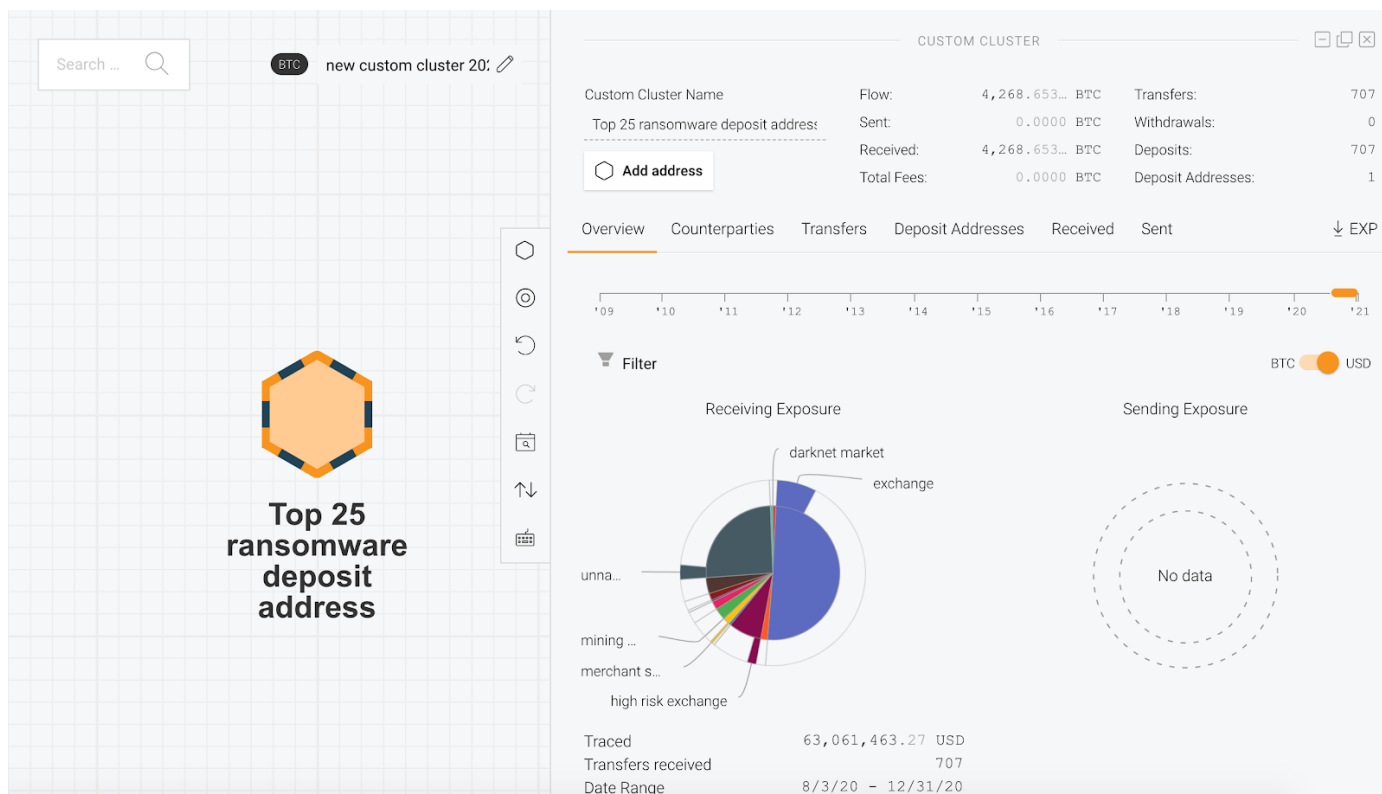 Search ...
BTC new custom cluster 202
CUSTOM CLUSTER
Custom Cluster Name
Top 25 ransomware deposit address
Add address
Flow: 4,268.653… BTC
Sent: 0.0000 BTC
Received: 4,268.653… BTC
Total Fees: 0.0000 BTC
Transfers: 707
Withdrawals: 0
Deposits: 707
Deposit Addresses: 1
Overview Counterparties Transfers Deposit Addresses Received Sent EXP
'09 '10 '11 '12 '13 '14 '15 '16 '17 '18 '19 '20 '21
Filter
BTC USD
Receiving Exposure
darknet market
exchange
unna...
mining ...
merchant s...
high risk exchange
Sending Exposure
No data
Traced 63,061,463.27 USD
Transfers received 707
Date Range 8/3/20 - 12/31/20
Top 25
ransomware
deposit
address